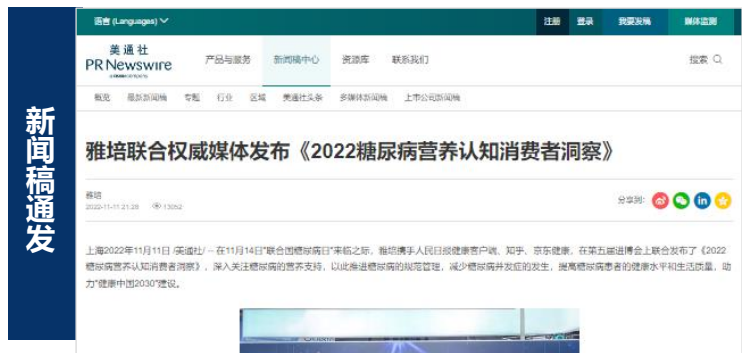 新闻稿通发
语言 (Languages)
注册 登录 我要发稿 媒体监测
美通社
PR Newswire
产品与服务 新闻稿中心 资源库 联系我们
搜索
概览 最新新闻稿 专题 行业 区域 美通社头条 多媒体新闻稿 上市公司新闻稿
雅培联合权威媒体发布《2022糖尿病营养认知消费者洞察》
雅培
2022-11-11 21:28
分享到:
上海2022年11月11日 /美通社/ -- 在11月14日"联合国糖尿病日"来临之际，雅培携手人民日报健康客户端、知乎、京东健康，在第五届进博会上联合发布了《2022
糖尿病营养认知消费者洞察》，深入关注糖尿病的营养支持，以此推进糖尿病的规范管理，减少糖尿病并发症的发生，提高糖尿病患者的健康水平和生活质量，助
力"健康中国2030"建设。